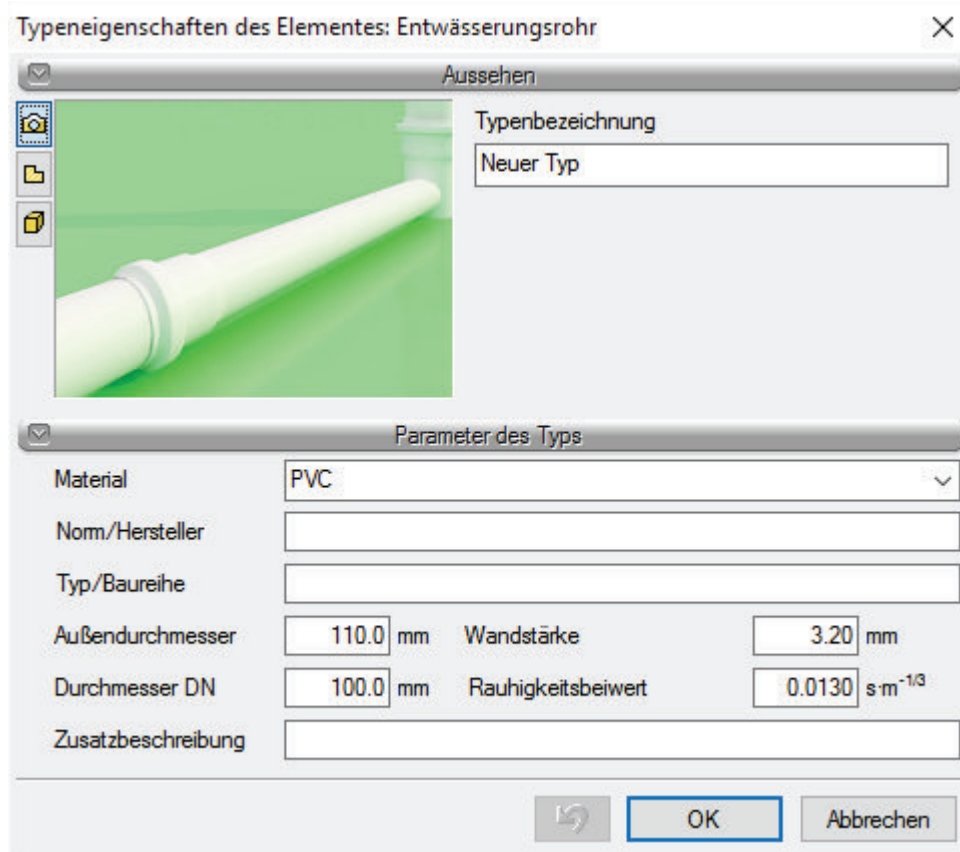 Typeneigenschaften des Elementes: Entwässerungsrohr
Aussehen
Typenbezeichnung
Neuer Typ
Parameter des Typs
Material PVC
Norm/Hersteller
Typ/Baureihe
Außendurchmesser 110.0 mm Wandstärke 3.20 mm
Durchmesser DN 100.0 mm Rauhigkeitsbeiwert 0.0130 s·m-1/3
Zusatzbeschreibung
OK Abbrechen